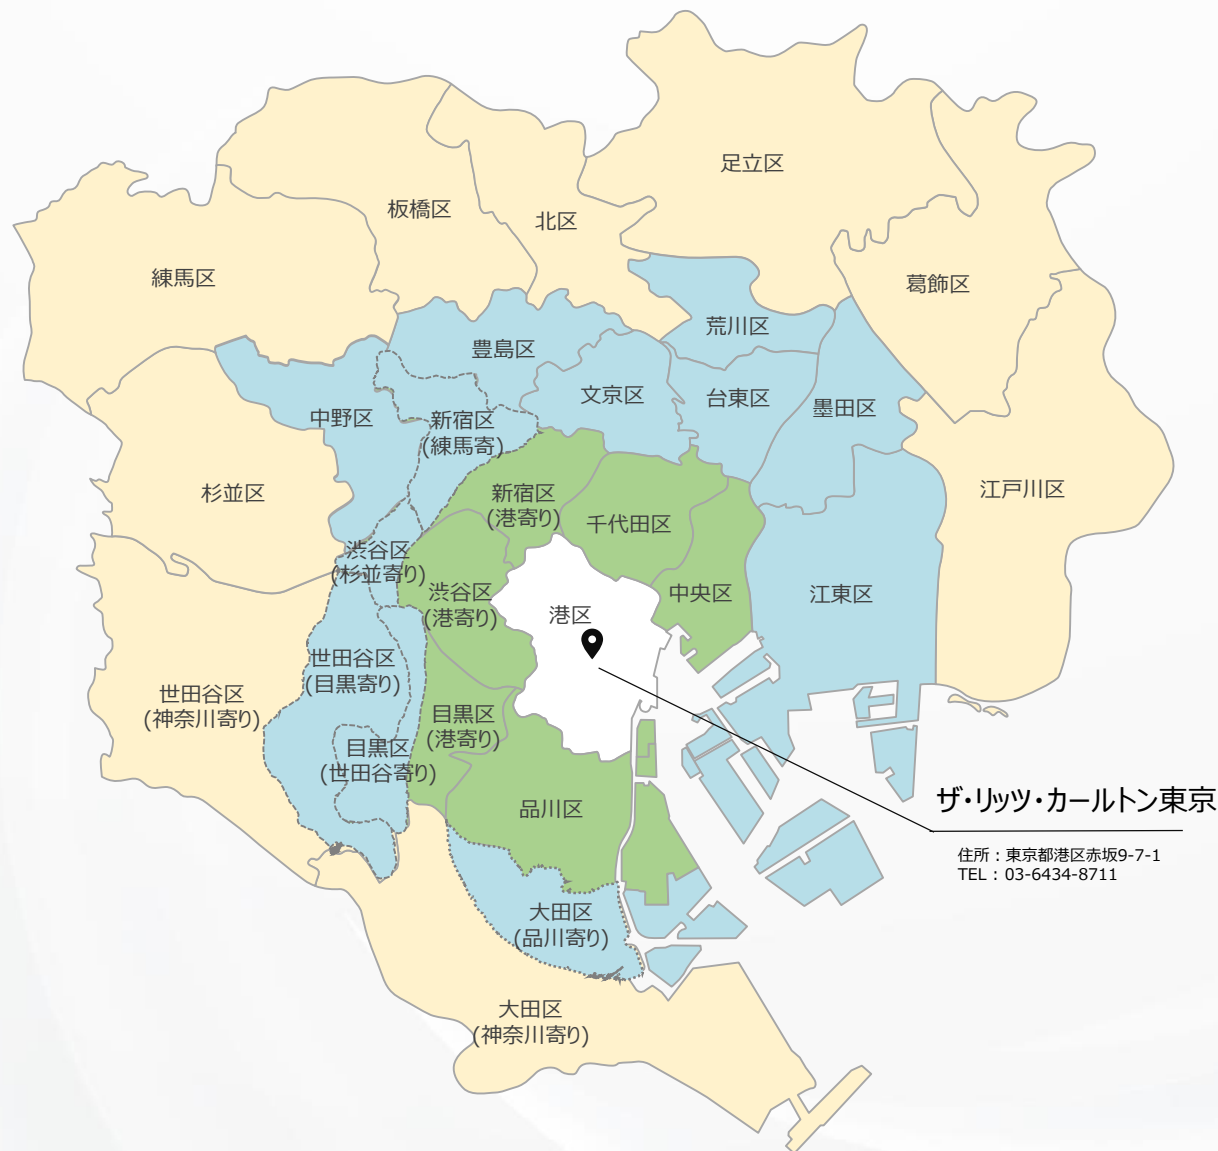 足立区
板橋区
北区
練馬区
葛飾区
荒川区
豊島区
文京区
台東区
墨田区
中野区
新宿区
(練馬寄)
杉並区
新宿区
(港寄り)
千代田区
江戸川区
渋谷区
(杉並寄り)
渋谷区
(港寄り)
中央区
江東区
港区
世田谷区
(目黒寄り)
世田谷区
(神奈川寄り)
目黒区
(港寄り)
目黒区
(世田谷寄り)
品川区
ザ・リッツ・カールトン東京
住所：東京都港区赤坂9-7-1
TEL：03-6434-8711
大田区
(品川寄り)
大田区
(神奈川寄り)